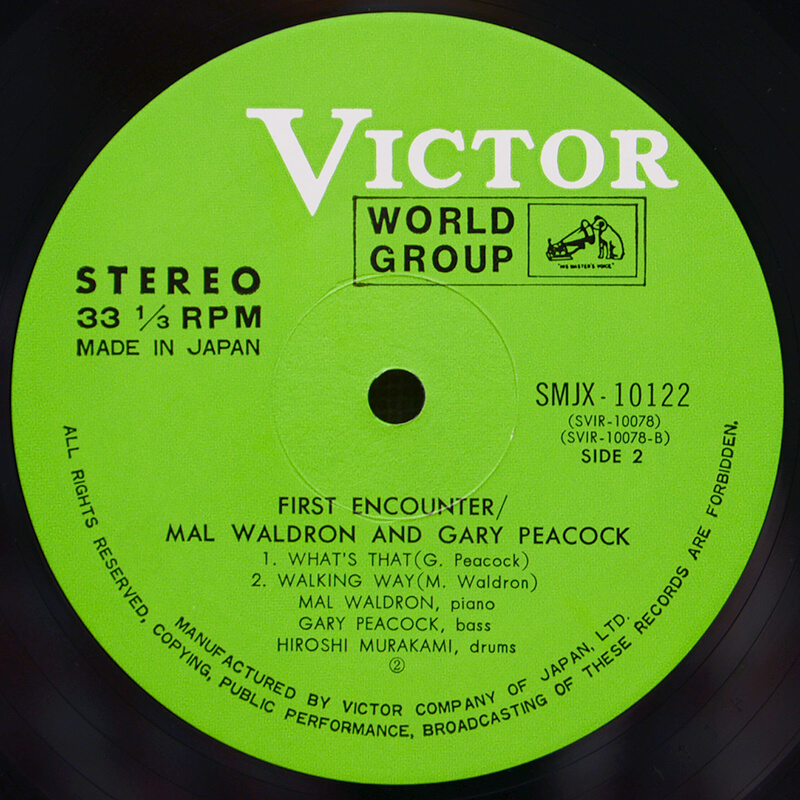 VICTOR
WORLD
GROUP
"HIS MASTER'S VOICE"
STEREO
33 1/3 RPM
MADE IN JAPAN
SMJX-10122
(SVIR-10078)
(SVIR-10078-B)
SIDE 2
FIRST ENCOUNTER/
MAL WALDRON AND GARY PEACOCK
1. WHAT'S THAT(G. Peacock)
2. WALKING WAY(M. Waldron)
MAL WALDRON, piano
GARY PEACOCK, bass
HIROSHI MURAKAMI, drums
②
MANUFACTURED BY VICTOR COMPANY OF JAPAN, LTD.
ALL RIGHTS RESERVED, COPYING, PUBLIC PERFORMANCE, BROADCASTING OF THESE RECORDS ARE FORBIDDEN.